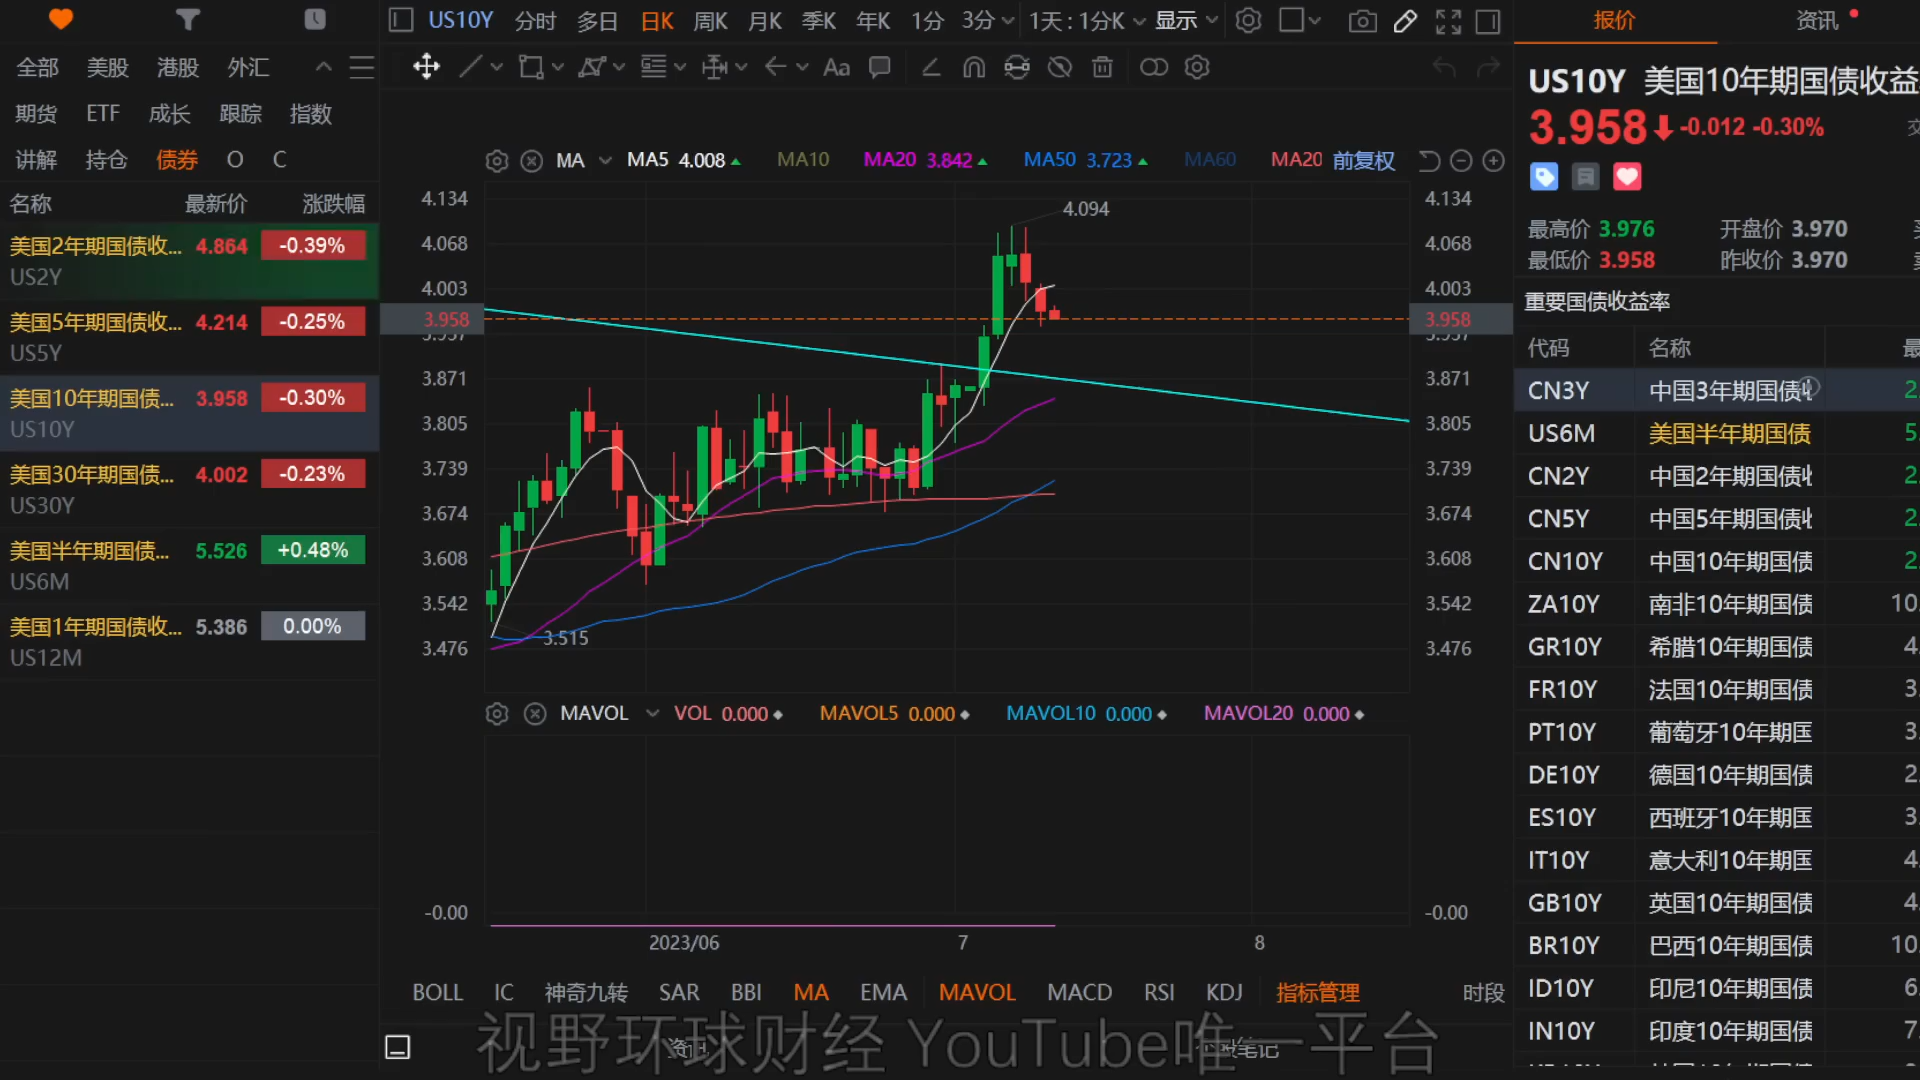 US10Y 分时 多日 日K 周K 月K 季K 年K 1分 3分 1天 : 1分K 显示
报价 资讯
全部 美股 港股 外汇
期货 ETF 成长 跟踪 指数
讲解 持仓 债券 O C
Aa
名称 最新价 涨跌幅
美国2年期国债收... 4.864 -0.39%
US2Y
美国5年期国债收... 4.214 -0.25%
US5Y
美国10年期国债... 3.958 -0.30%
US10Y
美国30年期国债... 4.002 -0.23%
US30Y
美国半年期国债... 5.526 +0.48%
US6M
美国1年期国债收... 5.386 0.00%
US12M
MA MA5 4.008 MA10 MA20 3.842 MA50 3.723 MA60 MA20 前复权
4.134 4.134
4.094
4.068 4.068
4.003 4.003
3.958 3.958
3.937 3.937
3.871 3.871
3.805 3.805
3.739 3.739
3.674 3.674
3.608 3.608
3.542 3.542
3.515
3.476 3.476
MAVOL VOL 0.000 MAVOL5 0.000 MAVOL10 0.000 MAVOL20 0.000
-0.00 -0.00
2023/06 7 8
BOLL IC 神奇九转 SAR BBI MA EMA MAVOL MACD RSI KDJ 指标管理 时段
视野环球财经 YouTube唯一平台
US10Y 美国10年期国债收益
3.958 -0.012 -0.30%
最高价 3.976 开盘价 3.970
最低价 3.958 昨收价 3.970
重要国债收益率
代码 名称
CN3Y 中国3年期国债
US6M 美国半年期国债
CN2Y 中国2年期国债收
CN5Y 中国5年期国债收
CN10Y 中国10年期国债
ZA10Y 南非10年期国债 10.
GR10Y 希腊10年期国债 4.
FR10Y 法国10年期国债 3.
PT10Y 葡萄牙10年期国 3.
DE10Y 德国10年期国债 2.
ES10Y 西班牙10年期国 3.
IT10Y 意大利10年期国 4.
GB10Y 英国10年期国债 4.
BR10Y 巴西10年期国债 10.
ID10Y 印尼10年期国债 6.
IN10Y 印度10年期国债 7.